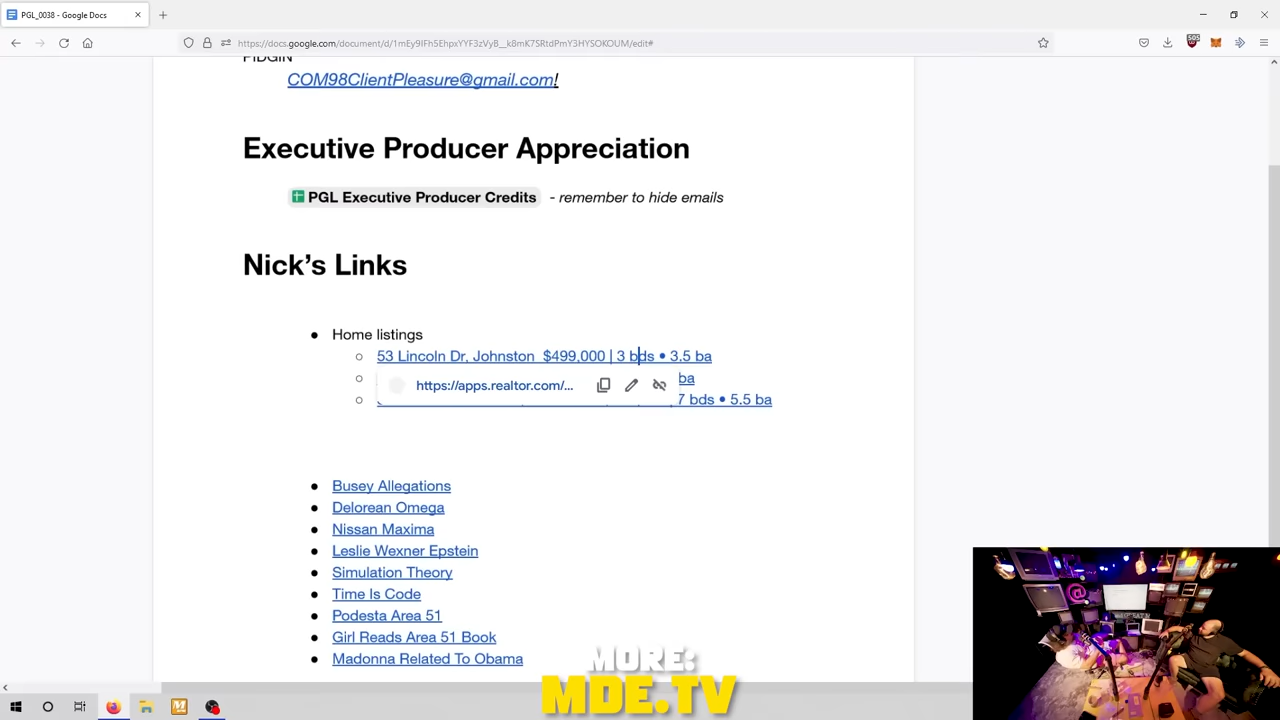 PGL_0038 - Google Docs
https://docs.google.com/document/d/1mEy9IFh5EhpxYYF3zVyB__kBmK7SRtdPmY3HYSOKOUM/edit#
PIDGIN
COM98ClientPleasure@gmail.com!
Executive Producer Appreciation
PGL Executive Producer Credits - remember to hide emails
Nick's Links
● Home listings
○ 53 Lincoln Dr, Johnston $499,000 | 3 bds • 3.5 ba
https://apps.realtor.com/...
ba
7 bds • 5.5 ba
● Busey Allegations
● Delorean Omega
● Nissan Maxima
● Leslie Wexner Epstein
● Simulation Theory
● Time Is Code
● Podesta Area 51
● Girl Reads Area 51 Book
● Madonna Related To Obama
MORE:
MDE.TV